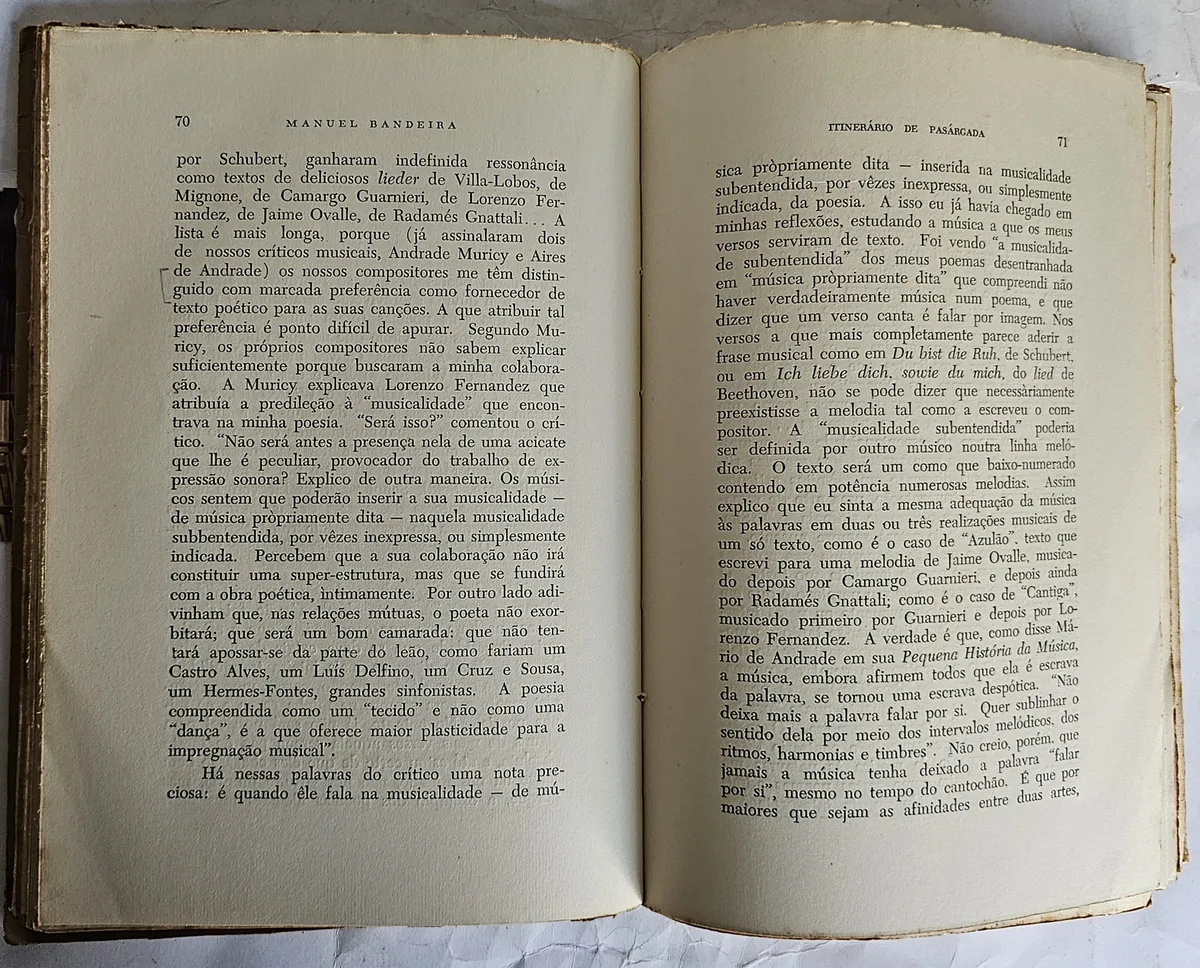 70
MANUEL BANDEIRA
por Schubert, ganharam indefinida ressonância
como textos de deliciosos lieder de Villa-Lobos, de
Mignone, de Camargo Guarnieri, de Lorenzo Fer-
nandez, de Jaime Ovalle, de Radamés Gnattali... A
lista é mais longa, porque (já assinalaram dois
de nossos críticos musicais, Andrade Muricy e Aires
de Andrade) os nossos compositores me têm distin-
guido com marcada preferência como fornecedor de
texto poético para as suas canções. A que atribuir tal
preferência é ponto difícil de apurar. Segundo Mu-
ricy, os próprios compositores não sabem explicar
suficientemente porque buscaram a minha colabora-
ção. A Muricy explicava Lorenzo Fernandez que
atribuía a predileção à "musicalidade" que encon-
trava na minha poesia. "Será isso?" comentou o crí-
tico. "Não será antes a presença nela de uma acicate
que lhe é peculiar, provocador do trabalho de ex-
pressão sonora? Explico de outra maneira. Os músi-
cos sentem que poderão inserir a sua musicalidade —
de música pròpriamente dita — naquela musicalidade
subbentendida, por vêzes inexpressa, ou simplesmente
indicada. Percebem que a sua colaboração não irá
constituir uma super-estrutura, mas que se fundirá
com a obra poética, ìntimamente. Por outro lado adi-
vinham que, nas relações mútuas, o poeta não exor-
bitará; que será um bom camarada: que não ten-
tará apossar-se da parte do leão, como fariam um
Castro Alves, um Luís Delfino, um Cruz e Sousa,
um Hermes-Fontes, grandes sinfonistas. A poesia
compreendida como um "tecido" e não como uma
"dança", é a que oferece maior plasticidade para a
impregnação musical".
Há nessas palavras do crítico uma nota pre-
ciosa: é quando êle fala na musicalidade — de mú-
ITINERÁRIO DE PASÁRGADA
71
sica pròpriamente dita — inserida na musicalidade
subentendida, por vêzes inexpressa, ou simplesmente
indicada, da poesia. A isso eu já havia chegado em
minhas reflexões, estudando a música a que os meus
versos serviram de texto. Foi vendo "a musicalida-
de subentendida" dos meus poemas desentranhada
em "música pròpriamente dita" que compreendi não
haver verdadeiramente música num poema, e que
dizer que um verso canta é falar por imagem. Nos
versos a que mais completamente parece aderir a
frase musical como em Du bist die Ruh, de Schubert,
ou em Ich liebe dich, sowie du mich, do lied de
Beethoven, não se pode dizer que necessàriamente
preexistisse a melodia tal como a escreveu o com-
positor. A "musicalidade subentendida" poderia
ser definida por outro músico noutra linha meló-
dica. O texto será um como que baixo-numerado
contendo em potência numerosas melodias. Assim
explico que eu sinta a mesma adequação da música
às palavras em duas ou três realizações musicais de
um só texto, como é o caso de "Azulão", texto que
escrevi para uma melodia de Jaime Ovalle, musica-
do depois por Camargo Guarnieri, e depois ainda
por Radamés Gnattali; como é o caso de "Cantiga",
musicado primeiro por Guarnieri e depois por Lo-
renzo Fernandez. A verdade é que, como disse Má-
rio de Andrade em sua Pequena História da Música,
a música, embora afirmem todos que ela é escrava
da palavra, se tornou uma escrava despótica. "Não
deixa mais a palavra falar por si. Quer sublinhar o
sentido dela por meio dos intervalos melódicos, dos
ritmos, harmonias e timbres". Não creio, porém, que
jamais a música tenha deixado a palavra "falar
por si", mesmo no tempo do cantochão. É que por
maiores que sejam as afinidades entre duas artes,